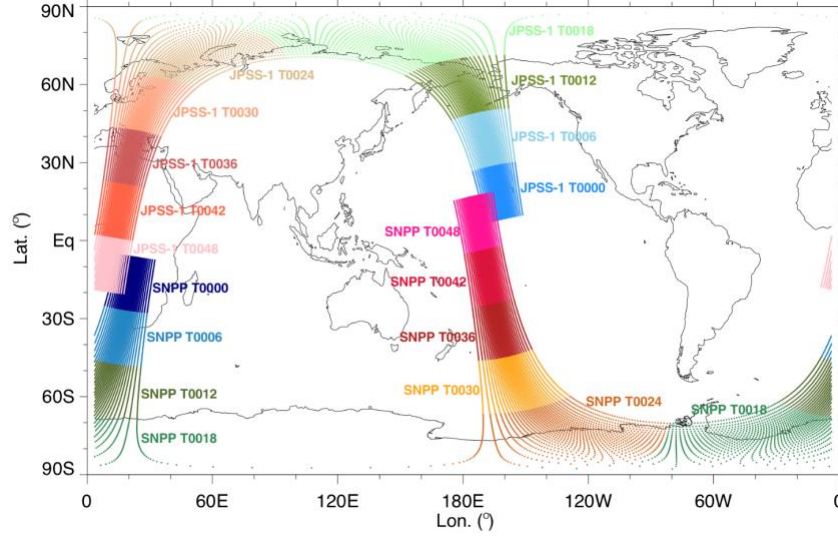 90N
JPSS-1 T0018
JPSS-1 T0024
JPSS-1 T0012
60N
JPSS-1 T0030
JPSS-1 T0006
30N
JPSS-1 T0036
JPSS-1 T0000
JPSS-1 T0042
SNPP T0048
Lat. (°)
Eq
JPSS-1 T0048
SNPP T0042
SNPP T0000
30S
SNPP T0006
SNPP T0036
60S
SNPP T0012
SNPP T0030
SNPP T0024
SNPP T0018
SNPP T0018
90S
0 60E 120E 180E 120W 60W 0
Lon. (°)